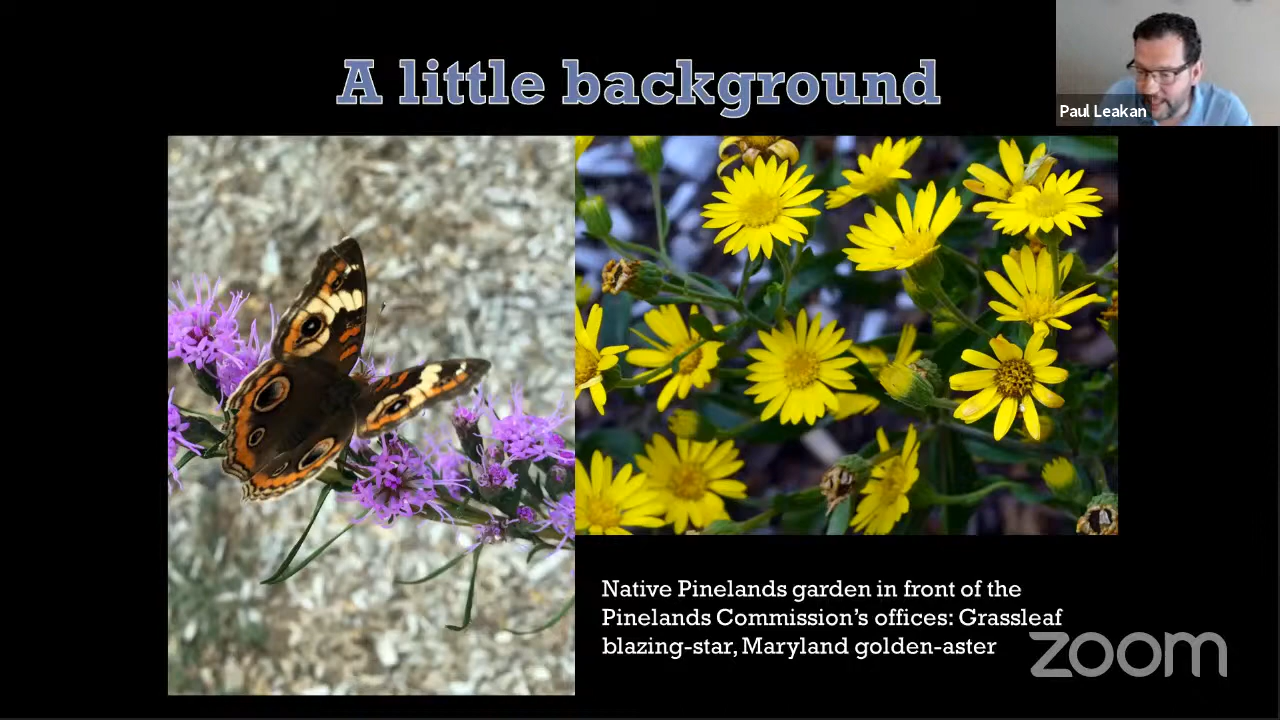 A little background
Paul Leakan
Native Pinelands garden in front of the
Pinelands Commission’s offices: Grassleaf
blazing-star, Maryland golden-aster
zoom